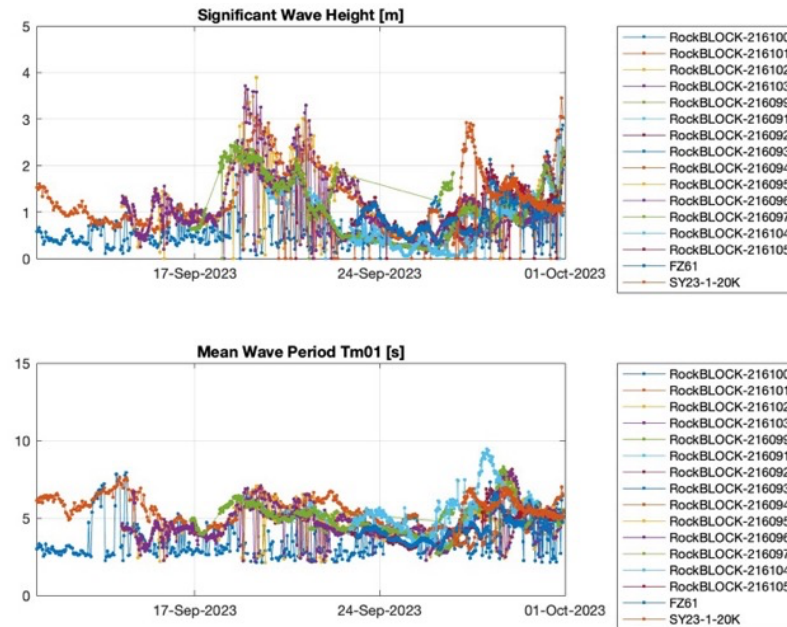 Significant Wave Height [m]
5
4
3
2
1
0
17-Sep-2023
24-Sep-2023
01-Oct-2023
RockBLOCK-216100
RockBLOCK-216101
RockBLOCK-216102
RockBLOCK-216103
RockBLOCK-216099
RockBLOCK-216091
RockBLOCK-216092
RockBLOCK-216093
RockBLOCK-216094
RockBLOCK-216095
RockBLOCK-216096
RockBLOCK-216097
RockBLOCK-216104
RockBLOCK-216105
FZ61
SY23-1-20K
Mean Wave Period Tm01 [s]
15
10
5
0
17-Sep-2023
24-Sep-2023
01-Oct-2023
RockBLOCK-216100
RockBLOCK-216101
RockBLOCK-216102
RockBLOCK-216103
RockBLOCK-216099
RockBLOCK-216091
RockBLOCK-216092
RockBLOCK-216093
RockBLOCK-216094
RockBLOCK-216095
RockBLOCK-216096
RockBLOCK-216097
RockBLOCK-216104
RockBLOCK-216105
FZ61
SY23-1-20K